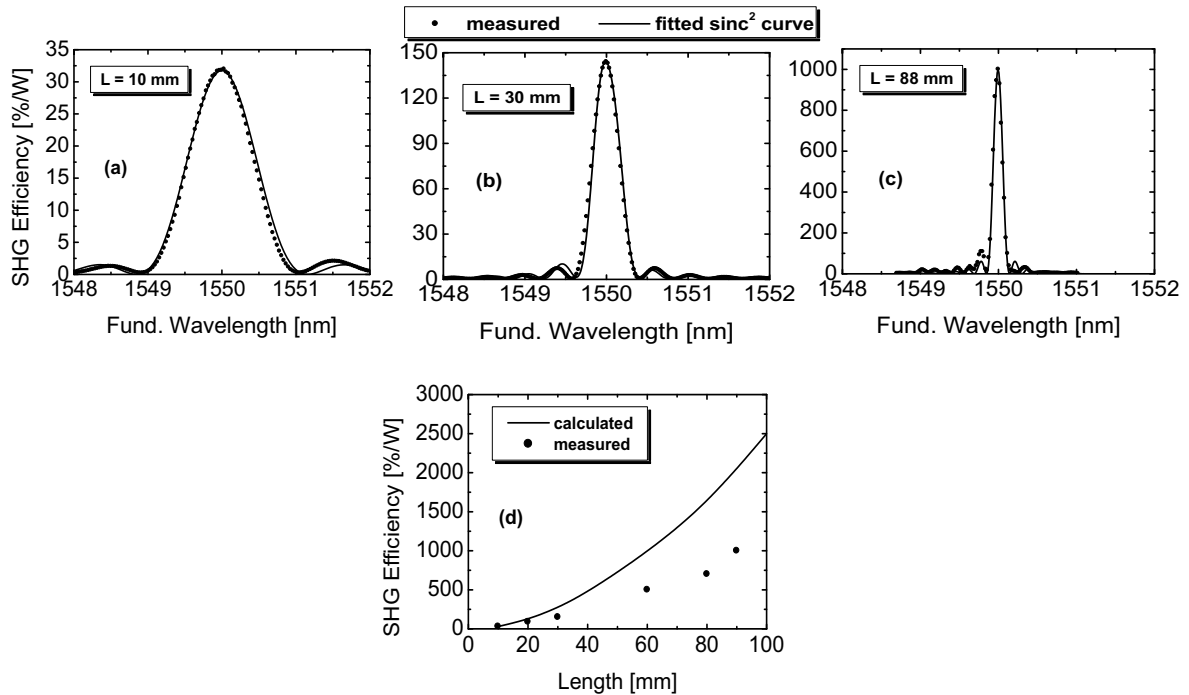 measured fitted sinc² curve
SHG Efficiency [%/W]
35
30
25
20
15
10
5
0
L = 10 mm
(a)
1548 1549 1550 1551 1552
Fund. Wavelength [nm]
150
120
90
60
30
0
L = 30 mm
(b)
1548 1549 1550 1551 1552
Fund. Wavelength [nm]
1000
800
600
400
200
0
L = 88 mm
(c)
1548 1549 1550 1551 1552
Fund. Wavelength [nm]
SHG Efficiency [%/W]
3000
2500
2000
1500
1000
500
0
calculated
measured
(d)
0 20 40 60 80 100
Length [mm]